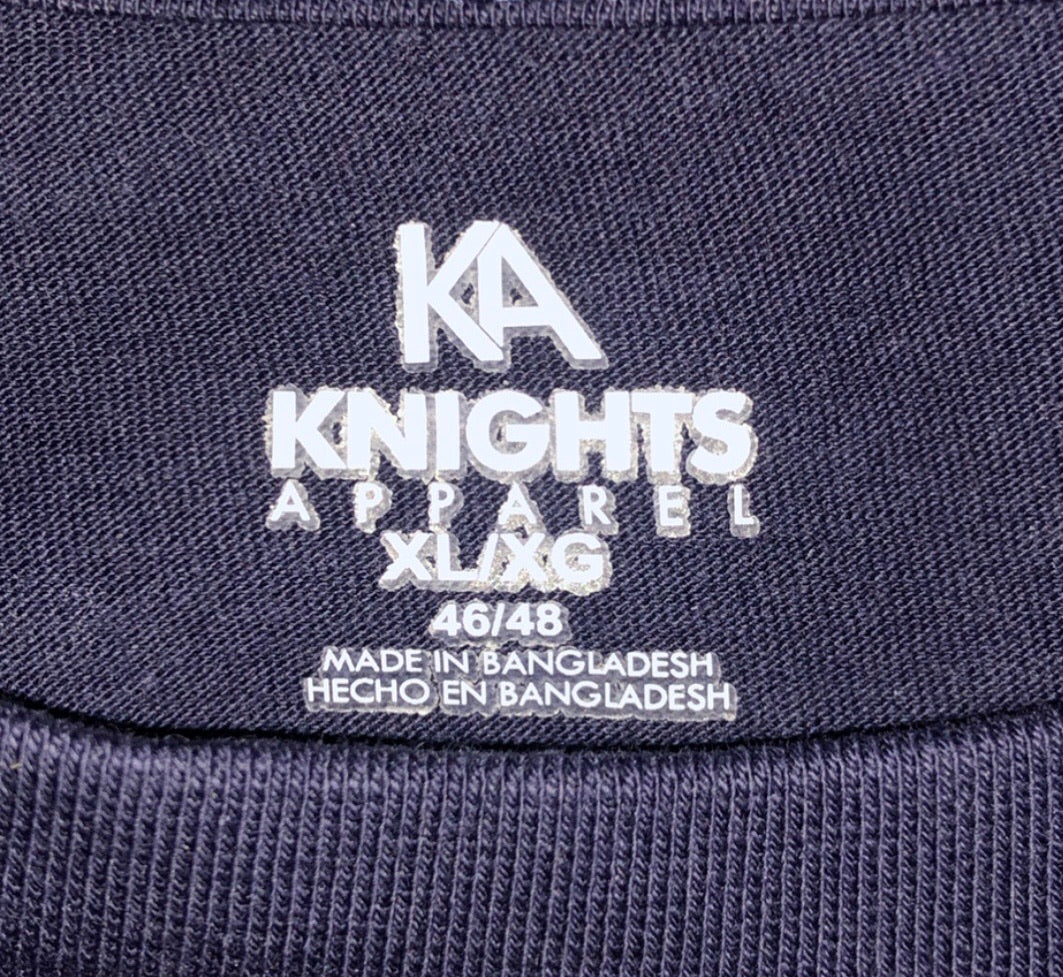 KA
KNIGHTS
APPAREL
XL/XG
46/48
MADE IN BANGLADESH
HECHO EN BANGLADESH